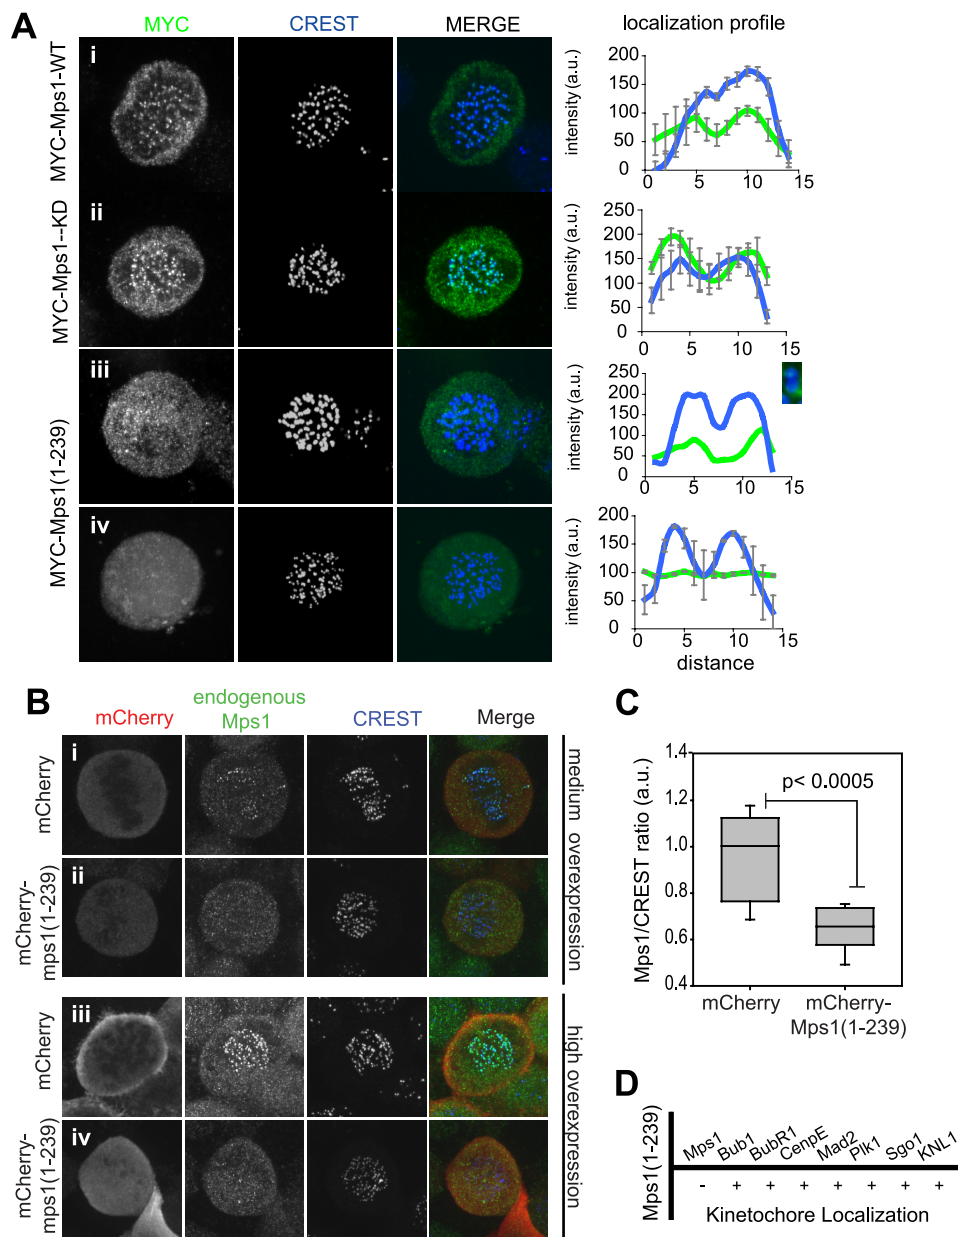 A
MYC
CREST
MERGE
localization profile
MYC-Mps1-WT
i
intensity (a.u.)
200
150
100
50
0
0
5
10
15
MYC-Mps1--KD
ii
intensity (a.u.)
250
200
150
100
50
0
0
5
10
15
MYC-Mps1(1-239)
iii
intensity (a.u.)
250
200
150
100
50
0
0
5
10
15
iv
intensity (a.u.)
200
150
100
50
0
0
5
10
15
distance
B
mCherry
endogenous
Mps1
CREST
Merge
mCherry
i
mCherry-
mps1(1-239)
ii
medium overexpression
mCherry
iii
mCherry-
mps1(1-239)
iv
high overexpression
C
Mps1/CREST ratio (a.u.)
1.4
1.2
1.0
0.8
0.6
0.4
p< 0.0005
mCherry
mCherry-
Mps1(1-239)
D
Mps1(1-239)
Mps1 Bub1 BubR1 CenpE Mad2 Plk1 Sgo1 KNL1
- + + + + + + +
Kinetochore Localization